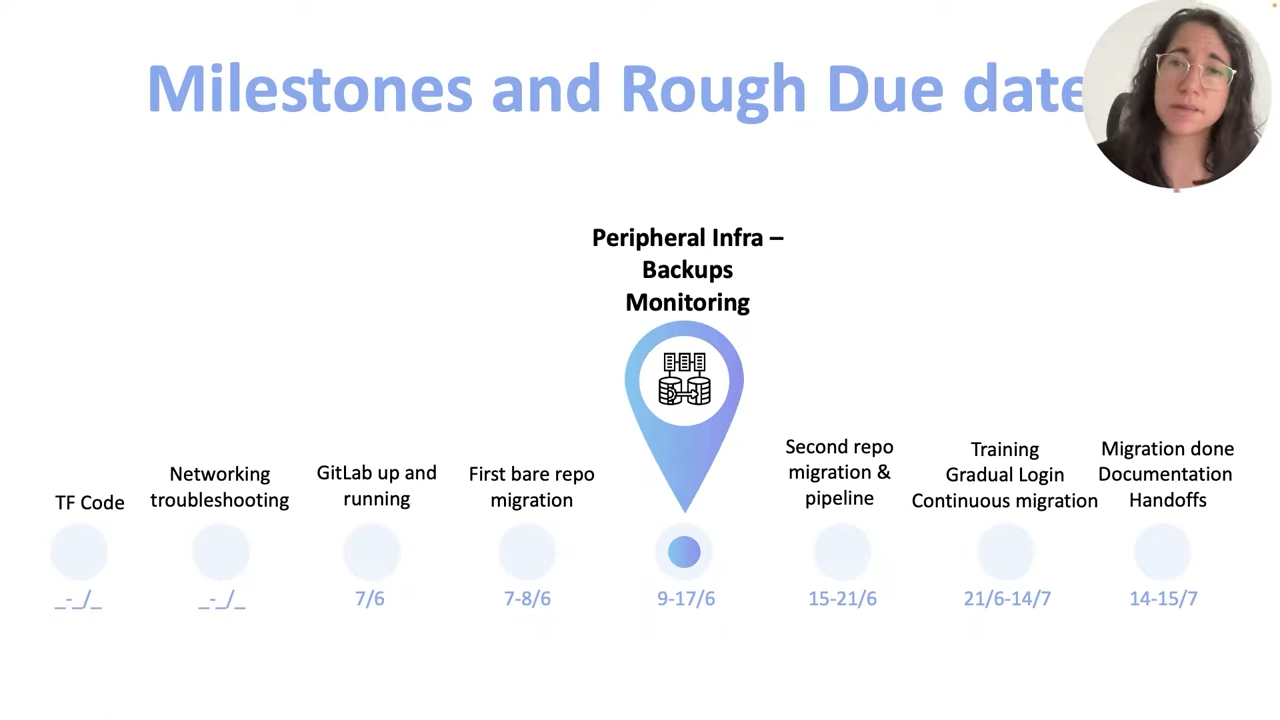 Milestones and Rough Due date
Peripheral Infra –
Backups
Monitoring
TF Code
Networking
troubleshooting
GitLab up and
running
First bare repo
migration
Second repo
migration &
pipeline
Training
Gradual Login
Continuous migration
Migration done
Documentation
Handoffs
_-_/_
_-_/_
7/6
7-8/6
9-17/6
15-21/6
21/6-14/7
14-15/7